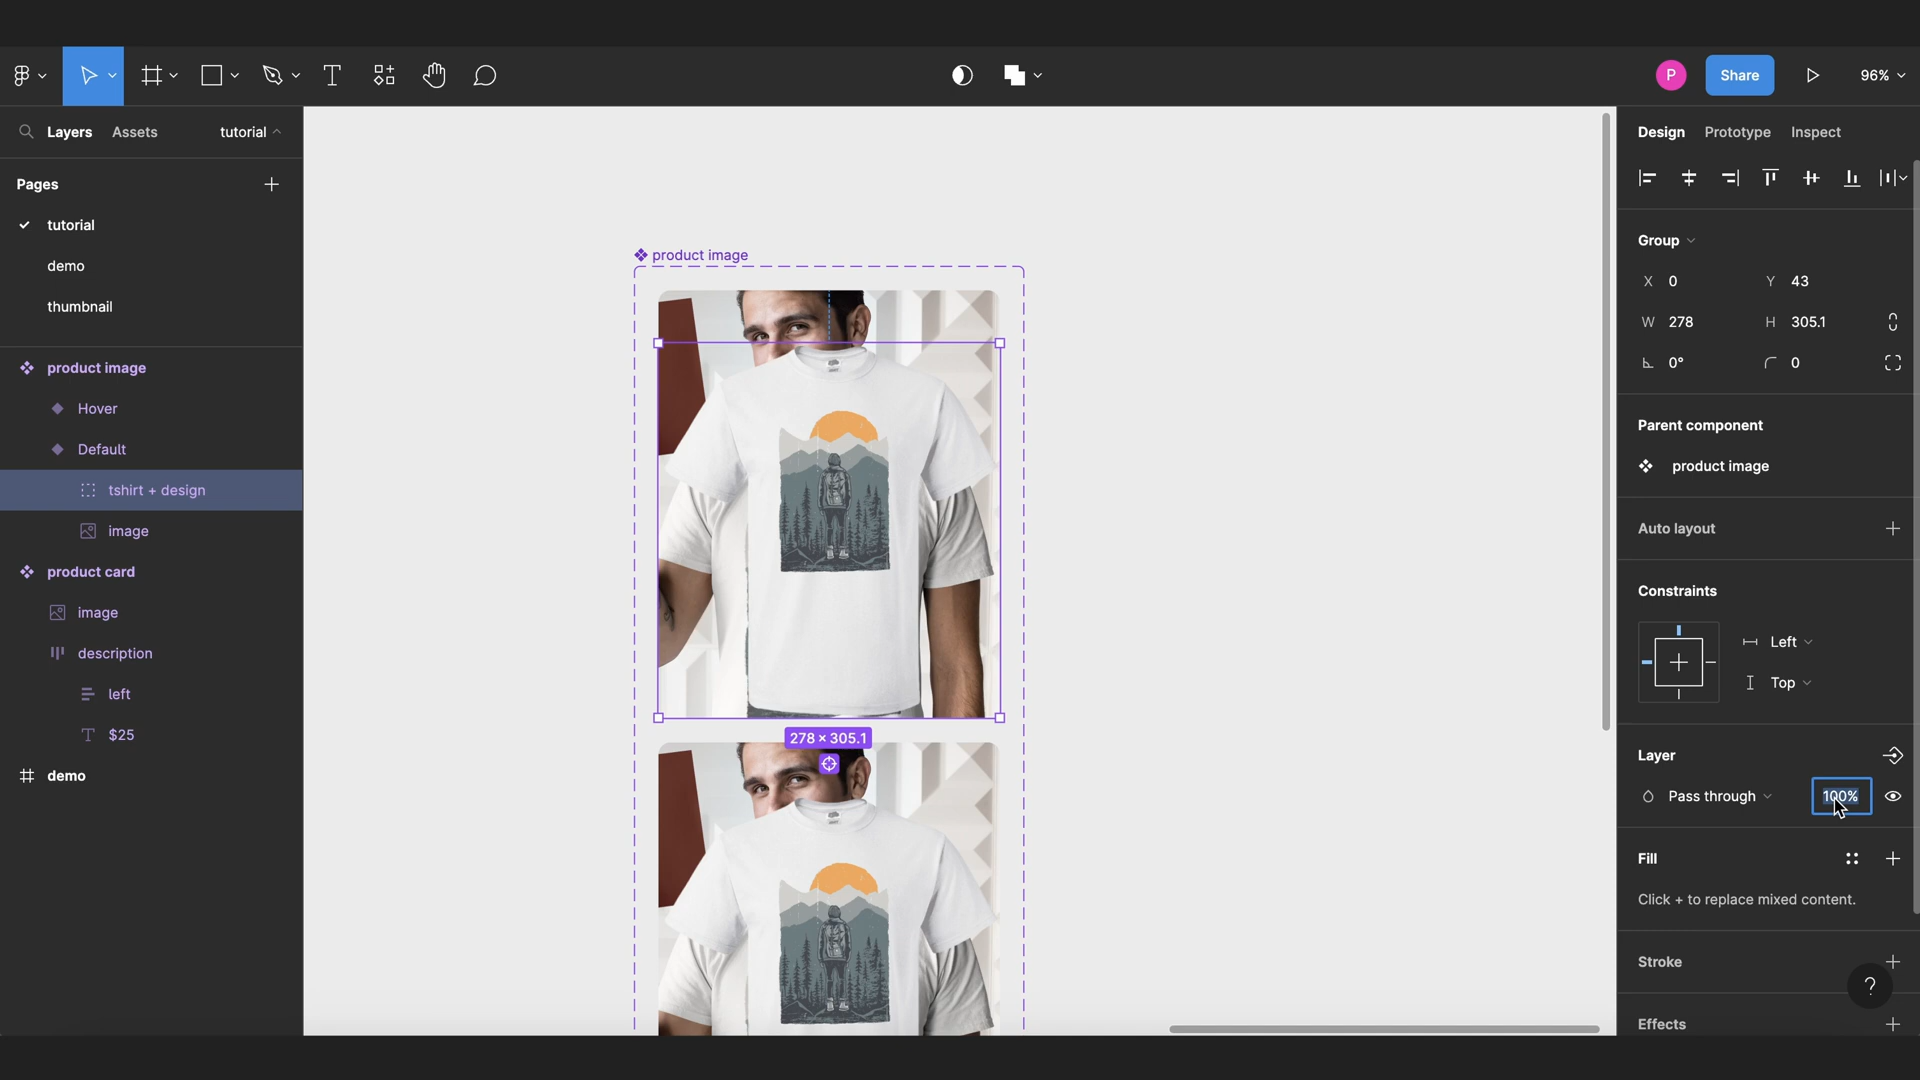 P
Share
96%
Layers
Assets
tutorial
Design
Prototype
Inspect
Pages
tutorial
demo
thumbnail
product image
Hover
Default
tshirt + design
image
product card
image
description
left
$25
demo
product image
278 × 305.1
Group
X 0
Y 43
W 278
H 305.1
0°
0
Parent component
product image
Auto layout
Constraints
Left
Top
Layer
Pass through
100%
Fill
Click + to replace mixed content.
Stroke
?
Effects